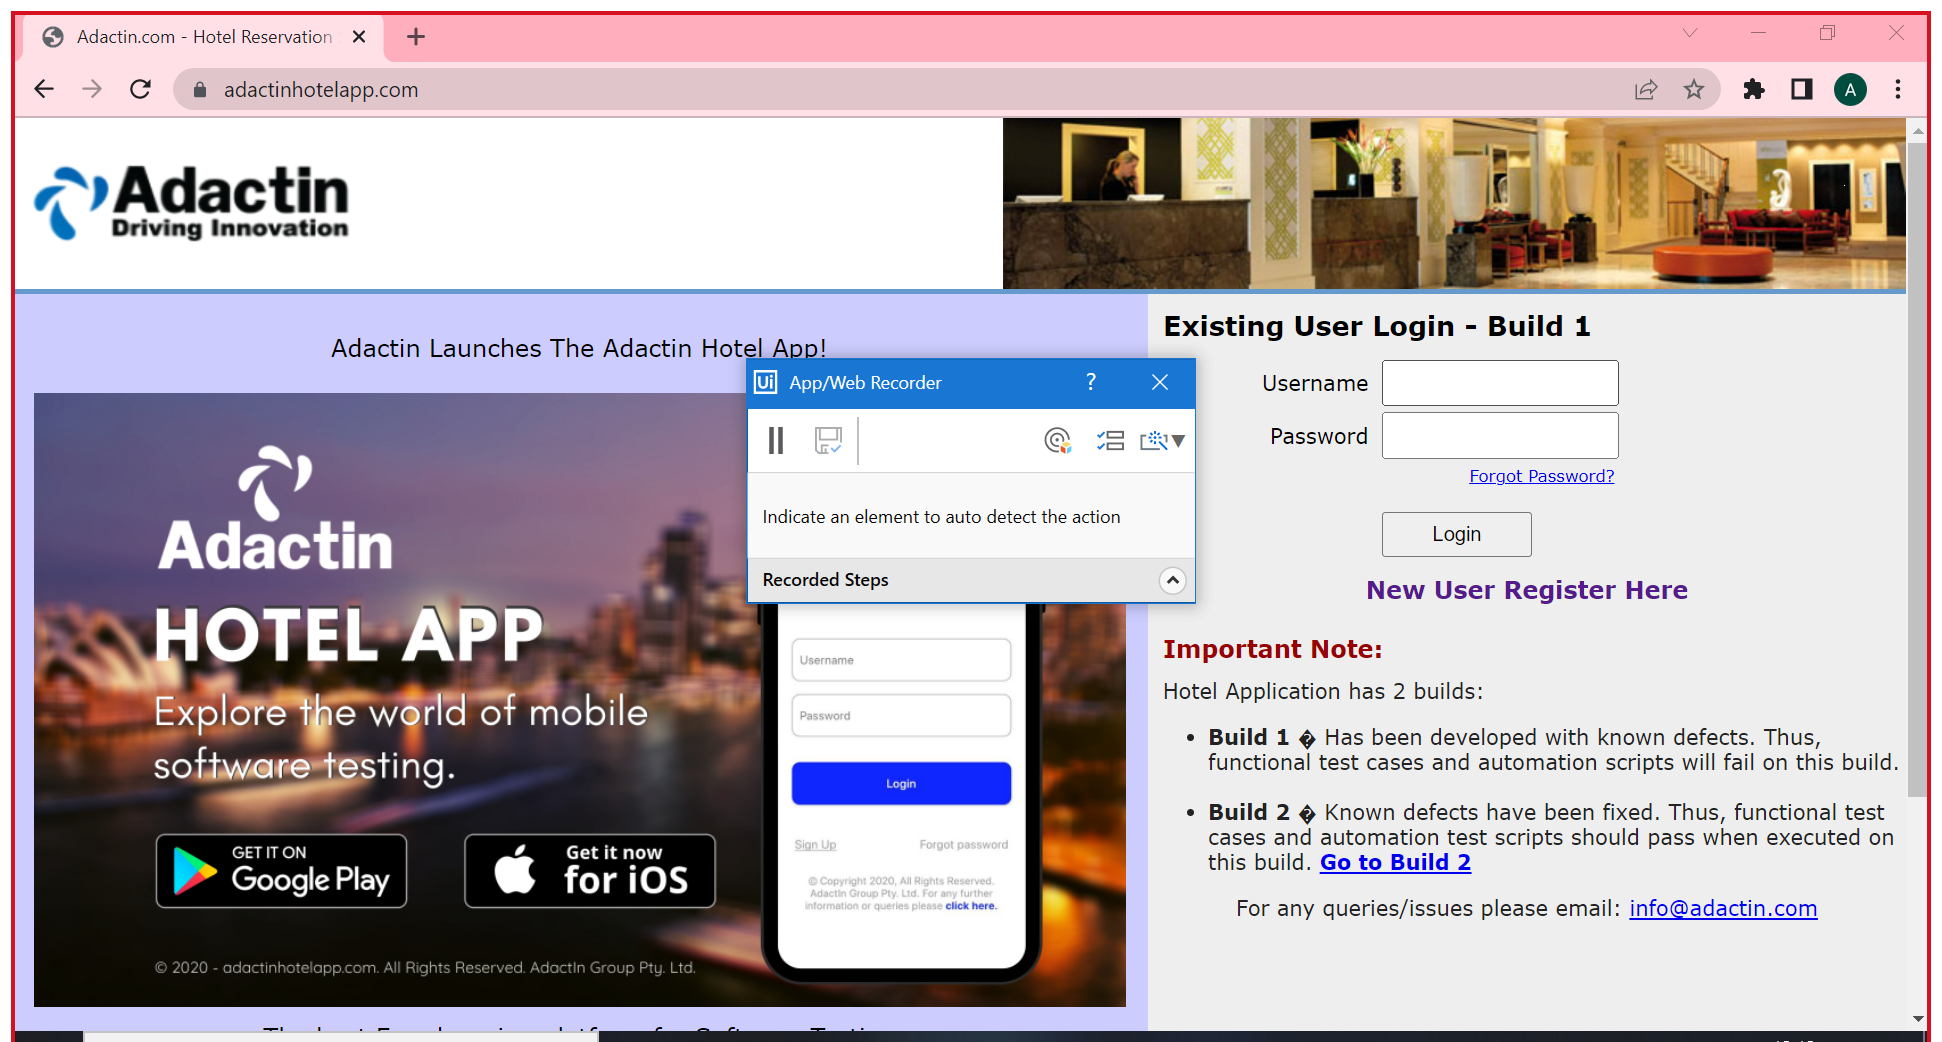 Adactin.com - Hotel Reservation
adactinhotelapp.com
A
Adactin
Driving Innovation
Adactin Launches The Adactin Hotel App!
Adactin
HOTEL APP
Explore the world of mobile
software testing.
GET IT ON
Google Play
Get it now
for iOS
© 2020 - adactinhotelapp.com. All Rights Reserved. AdactIn Group Pty. Ltd.
Username
Password
Login
Sign Up Forgot password
© Copyright 2020, All Rights Reserved.
AdactIn Group Pty. Ltd. For any further
information or queries please click here.
Ui App/Web Recorder ?
Indicate an element to auto detect the action
Recorded Steps
Existing User Login - Build 1
Username
Password
Forgot Password?
Login
New User Register Here
Important Note:
Hotel Application has 2 builds:
• Build 1 � Has been developed with known defects. Thus,
functional test cases and automation scripts will fail on this build.
• Build 2 � Known defects have been fixed. Thus, functional test
cases and automation test scripts should pass when executed on
this build. Go to Build 2
For any queries/issues please email: info@adactin.com